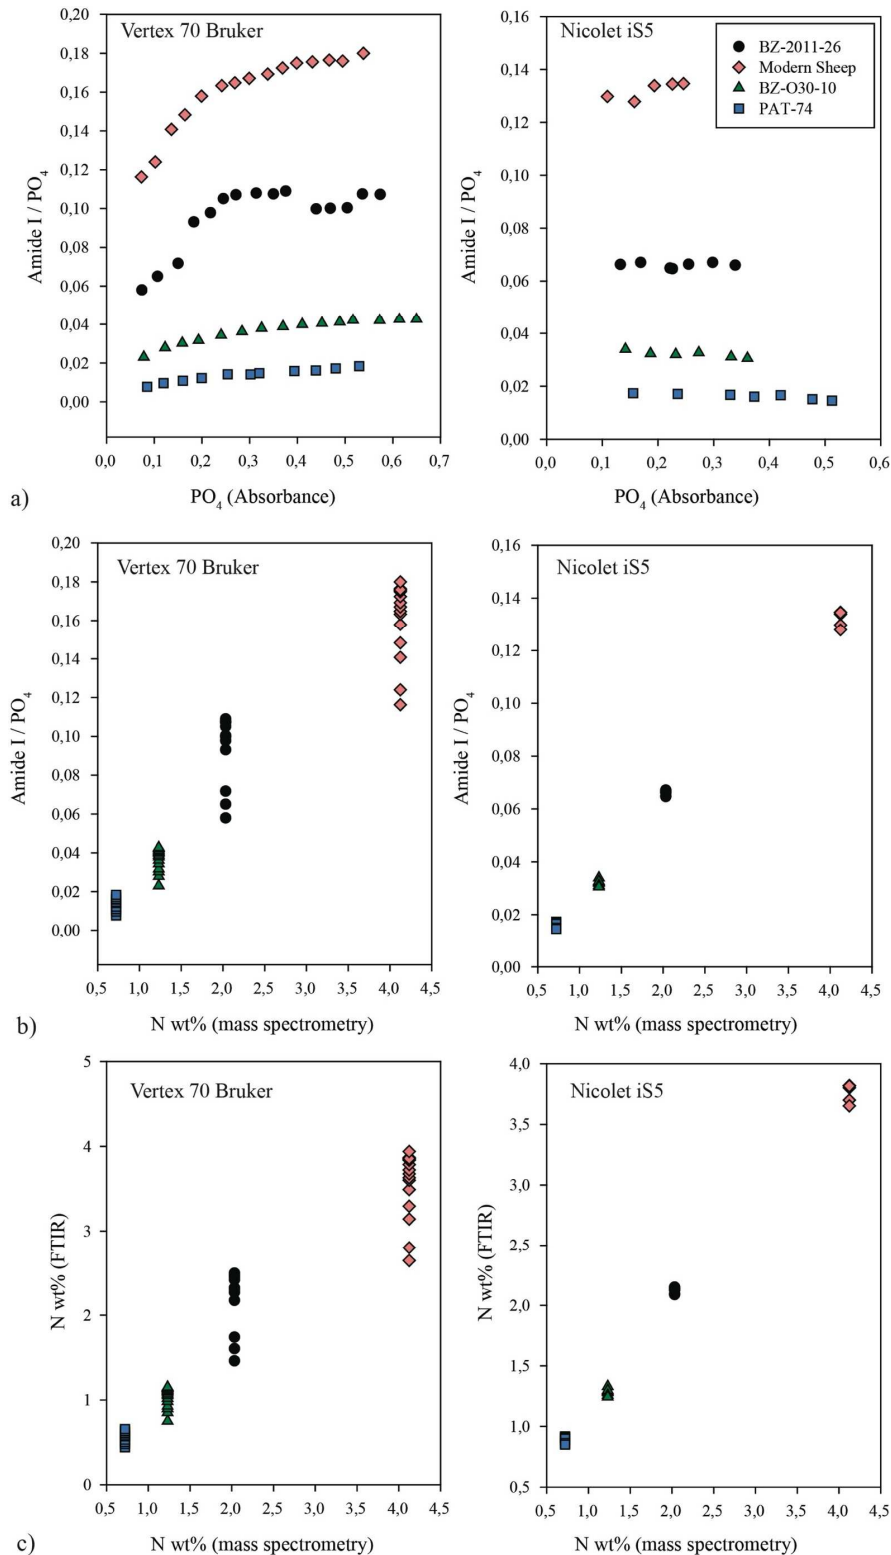 Vertex 70 Bruker
0,20
0,18
0,16
0,14
0,12
0,10
0,08
0,06
0,04
0,02
0,00
Amide I / PO4
0,0 0,1 0,2 0,3 0,4 0,5 0,6 0,7
PO4 (Absorbance)
Nicolet iS5
BZ-2011-26
Modern Sheep
BZ-O30-10
PAT-74
0,16
0,14
0,12
0,10
0,08
0,06
0,04
0,02
0,00
Amide I / PO4
0,0 0,1 0,2 0,3 0,4 0,5 0,6
PO4 (Absorbance)
a)
Vertex 70 Bruker
0,20
0,18
0,16
0,14
0,12
0,10
0,08
0,06
0,04
0,02
0,00
Amide I / PO4
0,5 1,0 1,5 2,0 2,5 3,0 3,5 4,0 4,5
N wt% (mass spectrometry)
Nicolet iS5
0,16
0,14
0,12
0,10
0,08
0,06
0,04
0,02
0,00
Amide I / PO4
0,5 1,0 1,5 2,0 2,5 3,0 3,5 4,0 4,5
N wt% (mass spectrometry)
b)
Vertex 70 Bruker
5
4
3
2
1
0
N wt% (FTIR)
0,5 1,0 1,5 2,0 2,5 3,0 3,5 4,0 4,5
N wt% (mass spectrometry)
Nicolet iS5
4,0
3,5
3,0
2,5
2,0
1,5
1,0
0,5
N wt% (FTIR)
0,5 1,0 1,5 2,0 2,5 3,0 3,5 4,0 4,5
N wt% (mass spectrometry)
c)